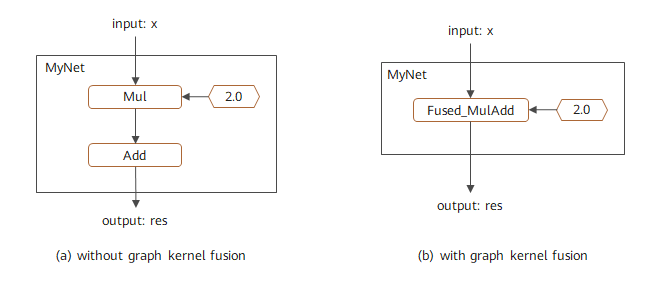 input: x
MyNet
Mul
2.0
Add
output: res
(a) without graph kernel fusion
input: x
MyNet
Fused_MulAdd
2.0
output: res
(b) with graph kernel fusion